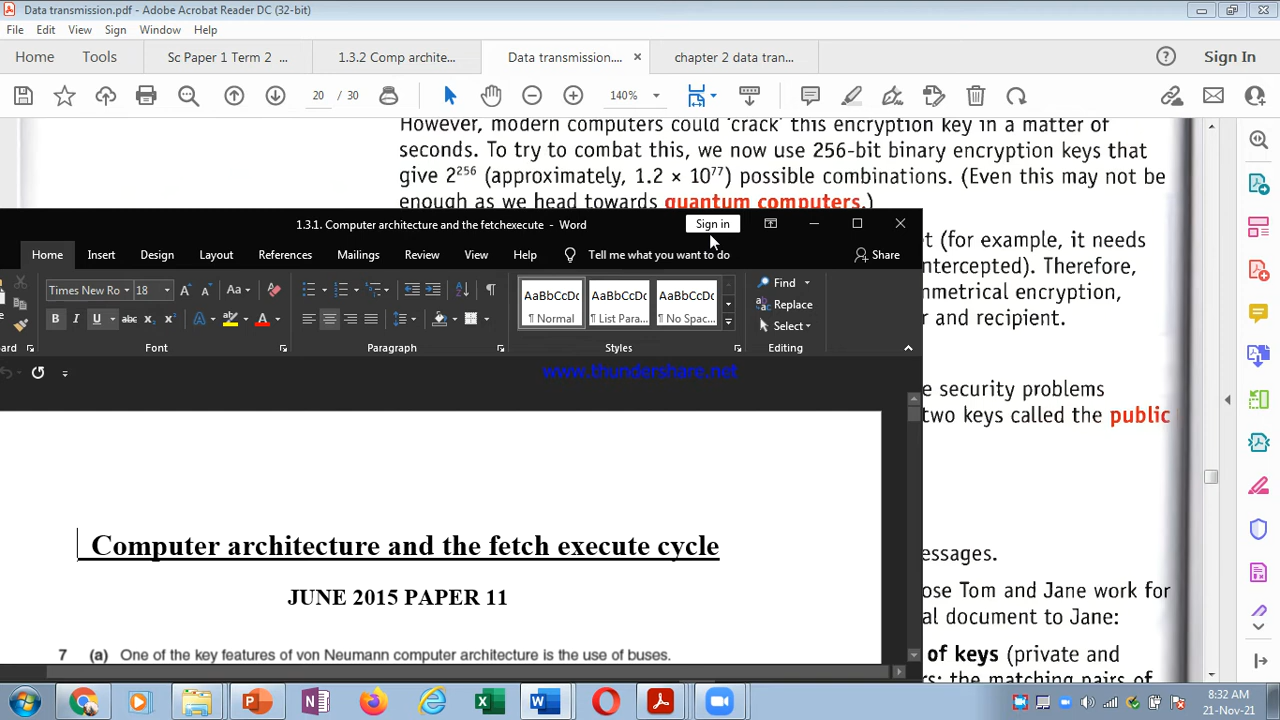 Data transmission.pdf - Adobe Acrobat Reader DC (32-bit)
File Edit View Sign Window Help
Home Tools Sc Paper 1 Term 2 ... 1.3.2 Comp archite... Data transmission.... × chapter 2 data tran... Sign In
20 / 30 140%
However, modern computers could 'crack' this encryption key in a matter of
seconds. To try to combat this, we now use 256-bit binary encryption keys that
give 2²⁵⁶ (approximately, 1.2 × 10⁷⁷) possible combinations. (Even this may not be
enough as we head towards quantum computers.)
1.3.1. Computer architecture and the fetchexecute - Word Sign in
et (for example, it needs
Home Insert Design Layout References Mailings Review View Help Tell me what you want to do Share
ntercepted). Therefore,
Times New Ro 18 Aa
AaBbCcDc AaBbCcDc AaBbCcDc Find
nmetrical encryption,
Replace
¶ Normal ¶ List Para... ¶ No Spac... Select
r and recipient.
ard Font Paragraph Styles Editing
www.thundershare.net
e security problems
two keys called the public
Computer architecture and the fetch execute cycle
essages.
JUNE 2015 PAPER 11
ose Tom and Jane work for
al document to Jane:
7 (a) One of the key features of von Neumann computer architecture is the use of buses.
of keys (private and
rs: the matching pairs of
8:32 AM
21-Nov-21